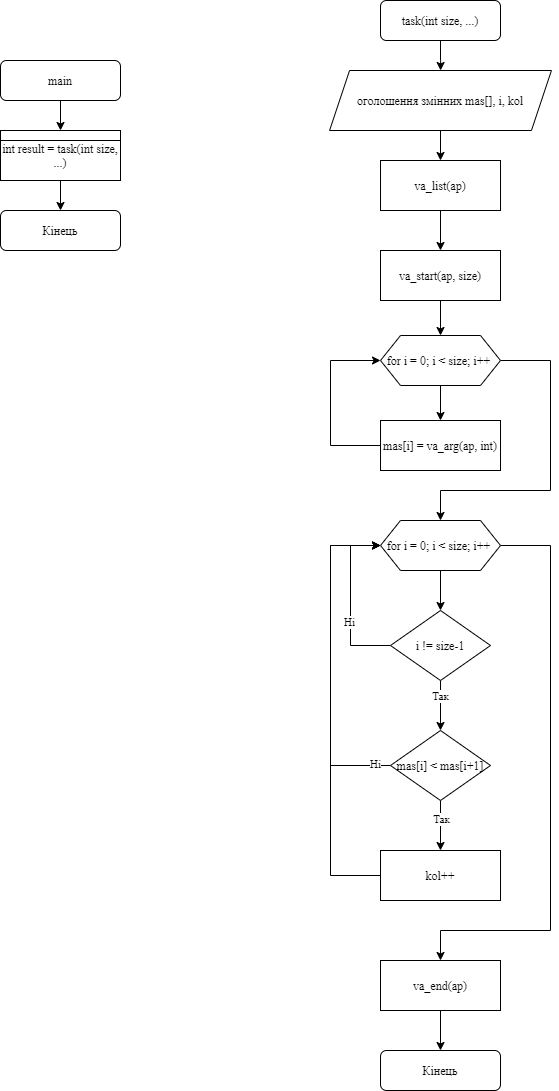 main
int result = task(int size,
...)
Кінець
task(int size, ...)
оголошення змінних mas[], i, kol
va_list(ap)
va_start(ap, size)
for i = 0; i < size; i++
mas[i] = va_arg(ap, int)
for i = 0; i < size; i++
Ні
i != size-1
Так
Ні
mas[i] < mas[i+1]
Так
kol++
va_end(ap)
Кінець